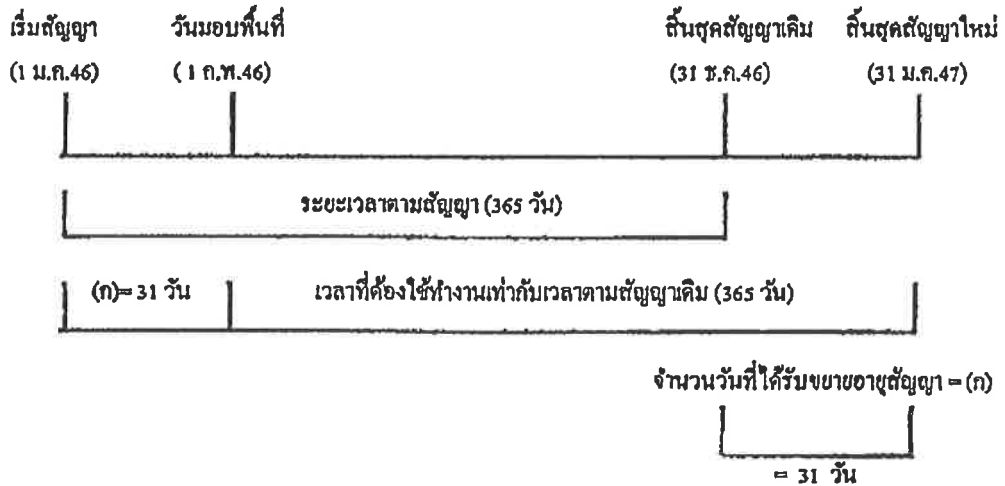 เริ่มสัญญา วันมอบพื้นที่ สิ้นสุดสัญญาเดิม สิ้นสุดสัญญาใหม่
(1 ม.ค.46) (1 ก.พ.46) (31 ธ.ค.46) (31 ม.ค.47)
ระยะเวลาตามสัญญา (365 วัน)
(ก)= 31 วัน เวลาที่ต้องใช้ทำงานเท่ากับเวลาตามสัญญาเดิม (365 วัน)
จำนวนวันที่ได้รับขยายอายุสัญญา = (ก)
= 31 วัน